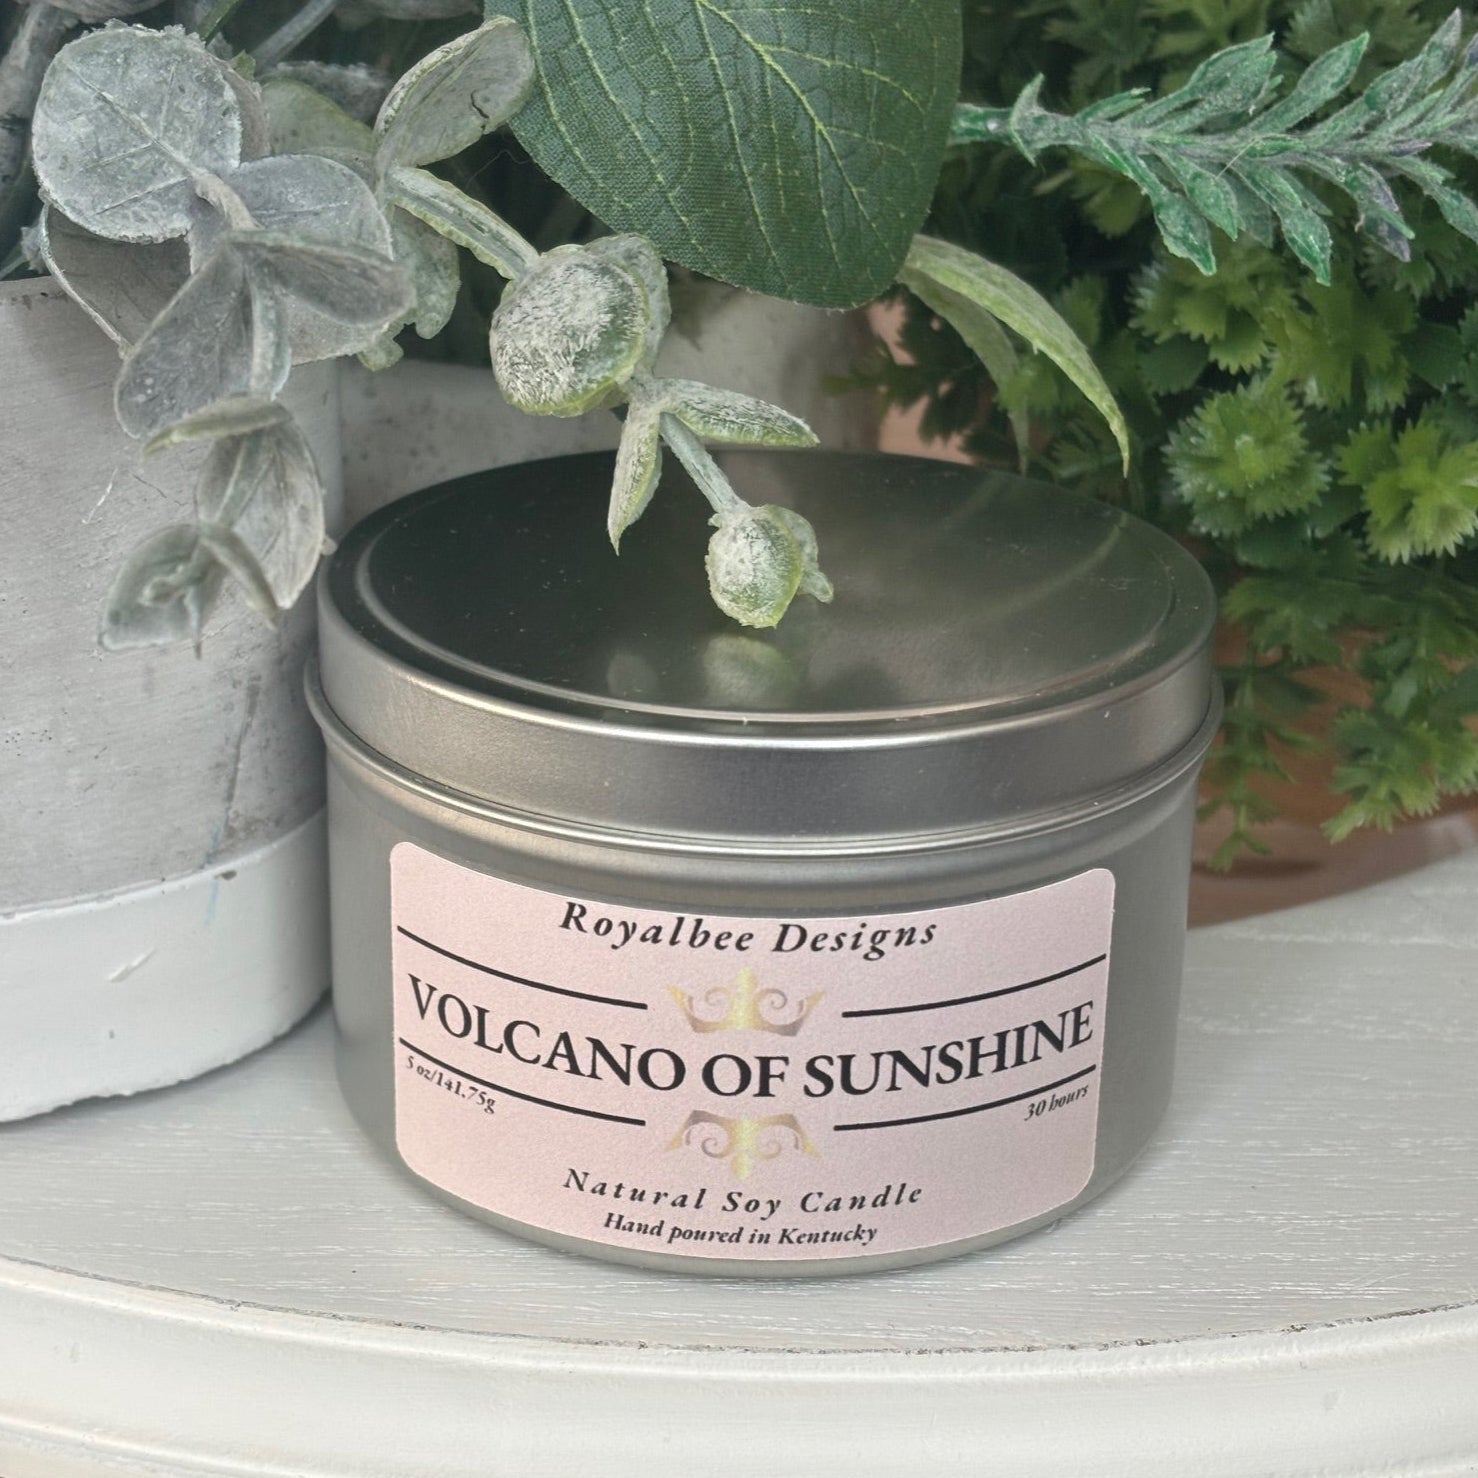 Royalbee Designs
VOLCANO OF SUNSHINE
5 oz/141.75g
30 hours
Natural Soy Candle
Hand poured in Kentucky